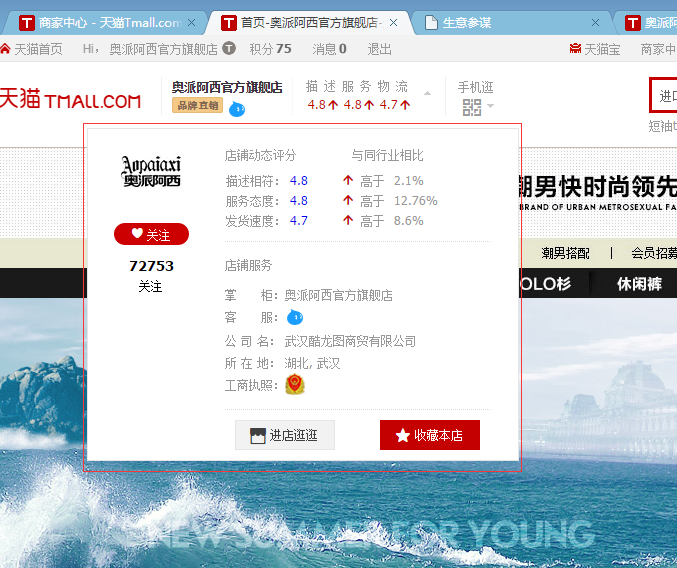 商家中心 - 天猫Tmall.com
首页-奥派阿西官方旗舰店-
生意参谋
天猫首页 Hi， 奥派阿西官方旗舰店 T 积分 75 消息 0 退出 天猫宝 商家中
天猫 TMALL.COM
奥派阿西官方旗舰店
品牌直销
描 述 服 务 物 流
4.8 4.8 4.7
手机逛
短袖t
Aopaiaxi
奥派阿西
关注
72753
关注
店铺动态评分 与同行业相比
描述相符： 4.8 高于 2.1%
服务态度： 4.8 高于 12.76%
发货速度： 4.7 高于 8.6%
店铺服务
掌 柜：奥派阿西官方旗舰店
客 服：
公 司 名： 武汉酷龙图商贸有限公司
所 在 地： 湖北, 武汉
工商执照：
进店逛逛
收藏本店
潮男快时尚领先
BRAND OF URBAN METROSEXUAL FA
潮男搭配 | 会员招募
OLO衫 休闲裤
NEW SUMMER FOR YOUNG